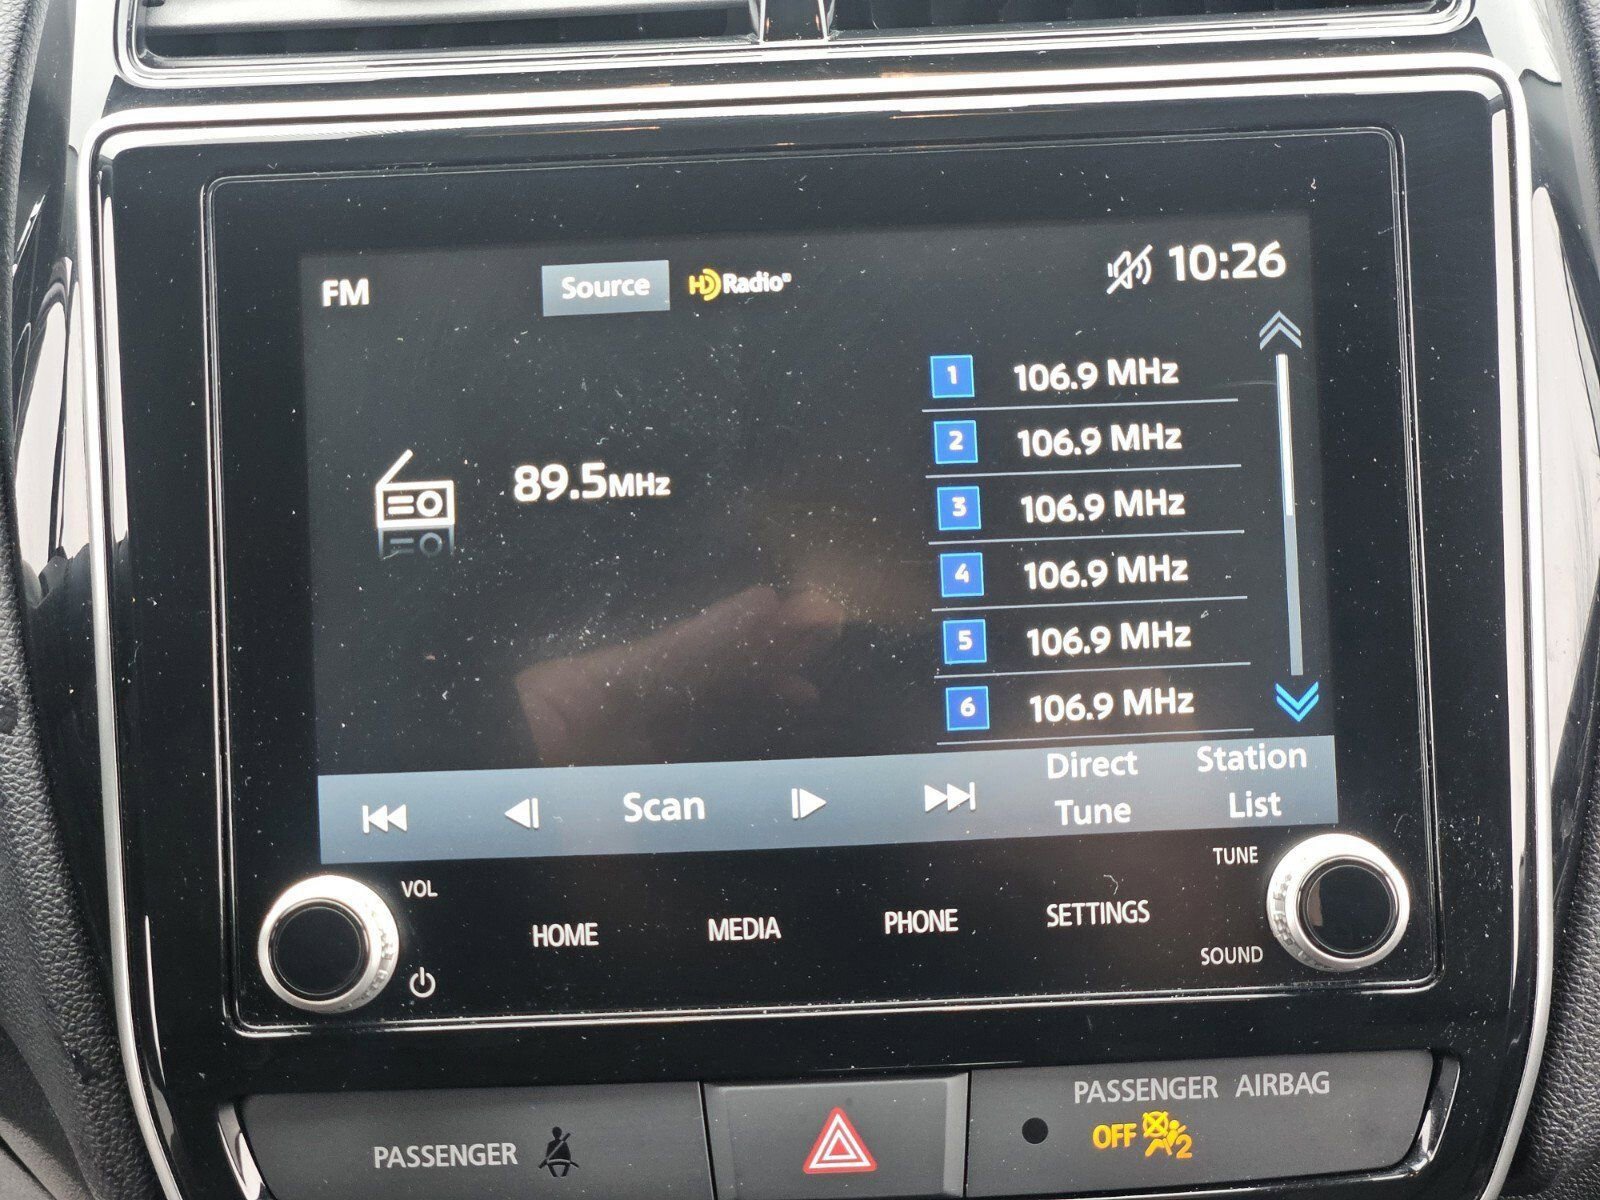 FM Source HD Radio 10:26
1 106.9 MHz
2 106.9 MHz
3 106.9 MHz
89.5MHz
4 106.9 MHz
5 106.9 MHz
6 106.9 MHz
Scan
Direct
Tune
Station
List
VOL
HOME MEDIA PHONE SETTINGS
TUNE
SOUND
PASSENGER
PASSENGER AIRBAG
OFF 2